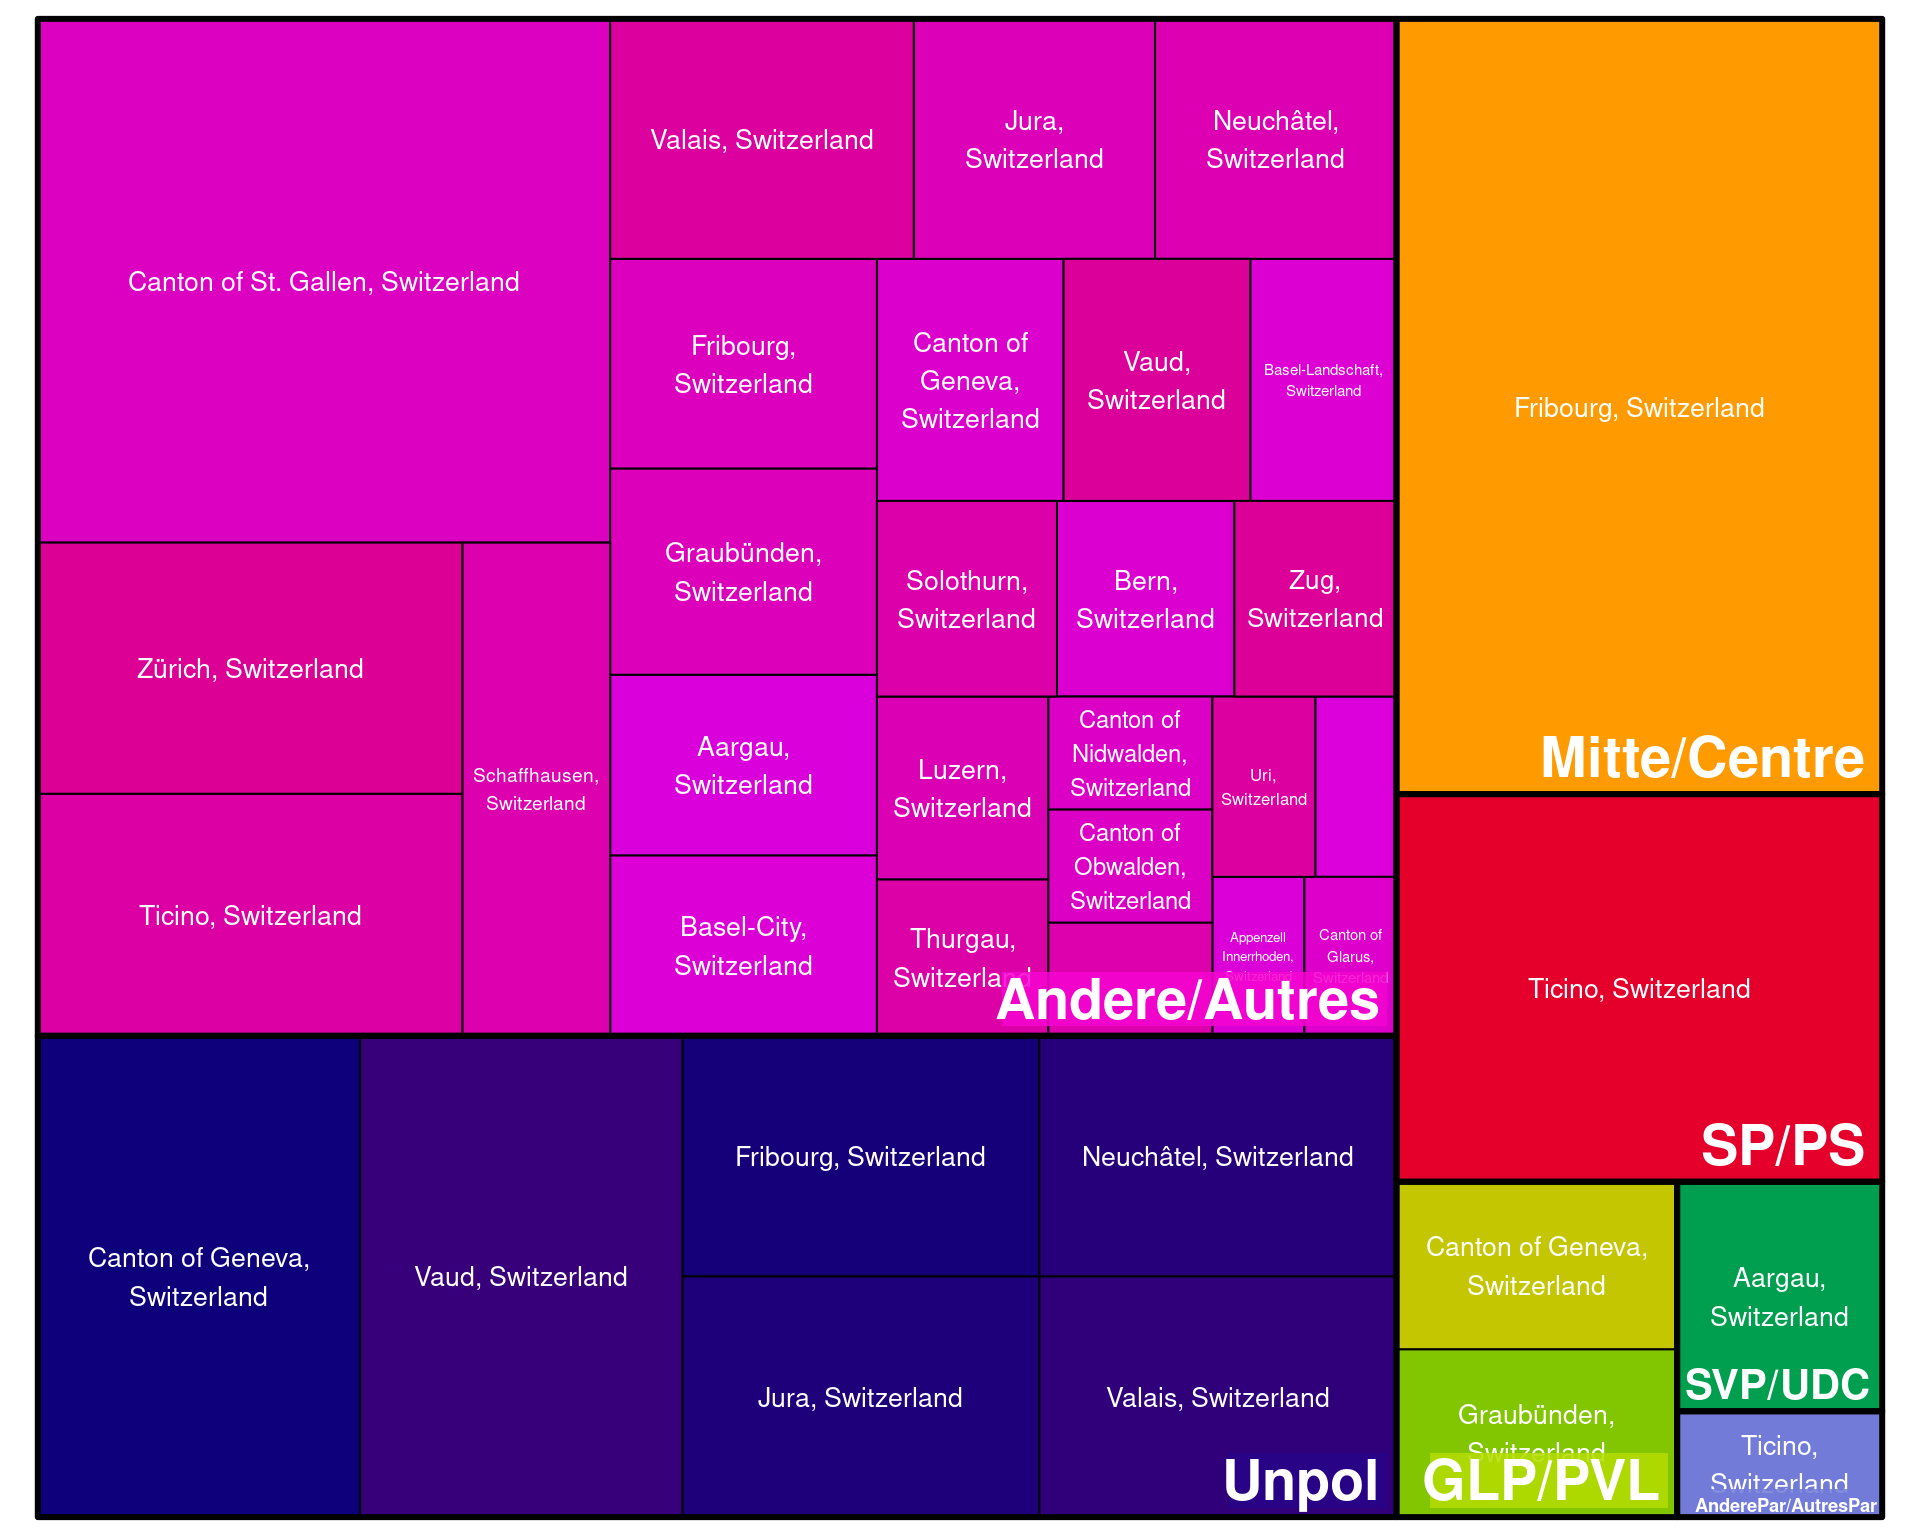 Canton of St. Gallen, Switzerland
Zürich, Switzerland
Ticino, Switzerland
Schaffhausen,
Switzerland
Valais, Switzerland
Jura,
Switzerland
Neuchâtel,
Switzerland
Fribourg,
Switzerland
Canton of
Geneva,
Switzerland
Vaud,
Switzerland
Basel-Landschaft,
Switzerland
Graubünden,
Switzerland
Solothurn,
Switzerland
Bern,
Switzerland
Zug,
Switzerland
Aargau,
Switzerland
Luzern,
Switzerland
Canton of
Nidwalden,
Switzerland
Uri,
Switzerland
Canton of
Obwalden,
Switzerland
Basel-City,
Switzerland
Thurgau,
Switzerland
Appenzell
Innerrhoden,
Switzerland
Canton of
Glarus,
Switzerland
Andere/Autres
Canton of Geneva,
Switzerland
Vaud, Switzerland
Fribourg, Switzerland
Neuchâtel, Switzerland
Jura, Switzerland
Valais, Switzerland
Unpol
Fribourg, Switzerland
Mitte/Centre
Ticino, Switzerland
SP/PS
Canton of Geneva,
Switzerland
Graubünden,
Switzerland
GLP/PVL
Aargau,
Switzerland
SVP/UDC
Ticino,
Switzerland
AnderePar/AutresPar